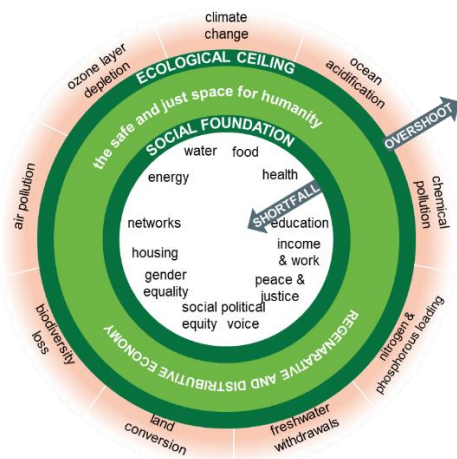 climate
change
ozone layer
depletion
ocean
acidification
ECOLOGICAL CEILING
OVERSHOOT
the safe and just space for humanity
SOCIAL FOUNDATION
water
food
energy
health
SHORTFALL
air pollution
chemical
pollution
networks
education
housing
income
& work
gender
equality
peace &
justice
social
equity
political
voice
REGENARATIVE AND DISTRIBUTIVE ECONOMY
biodiversity
loss
nitrogen &
phosphorous loading
land
conversion
freshwater
withdrawals